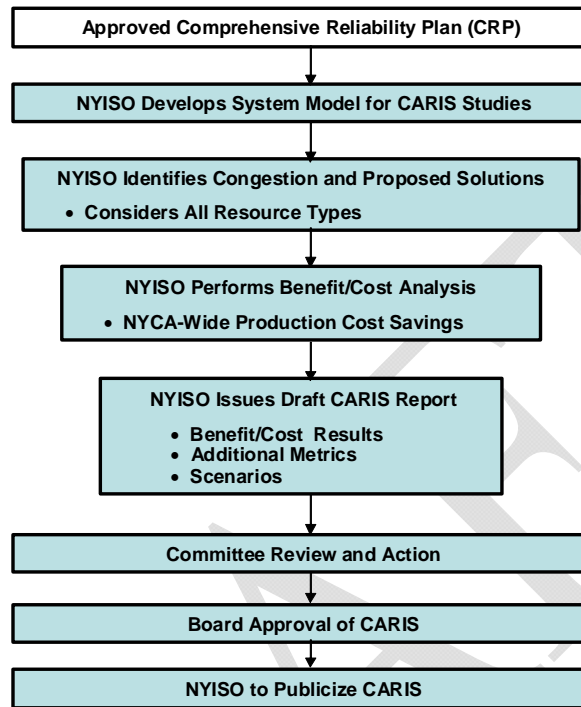 Approved Comprehensive Reliability Plan (CRP)
NYISO Develops System Model for CARIS Studies
NYISO Identifies Congestion and Proposed Solutions
• Considers All Resource Types
NYISO Performs Benefit/Cost Analysis
• NYCA-Wide Production Cost Savings
NYISO Issues Draft CARIS Report
• Benefit/Cost Results
• Additional Metrics
• Scenarios
Committee Review and Action
Board Approval of CARIS
NYISO to Publicize CARIS